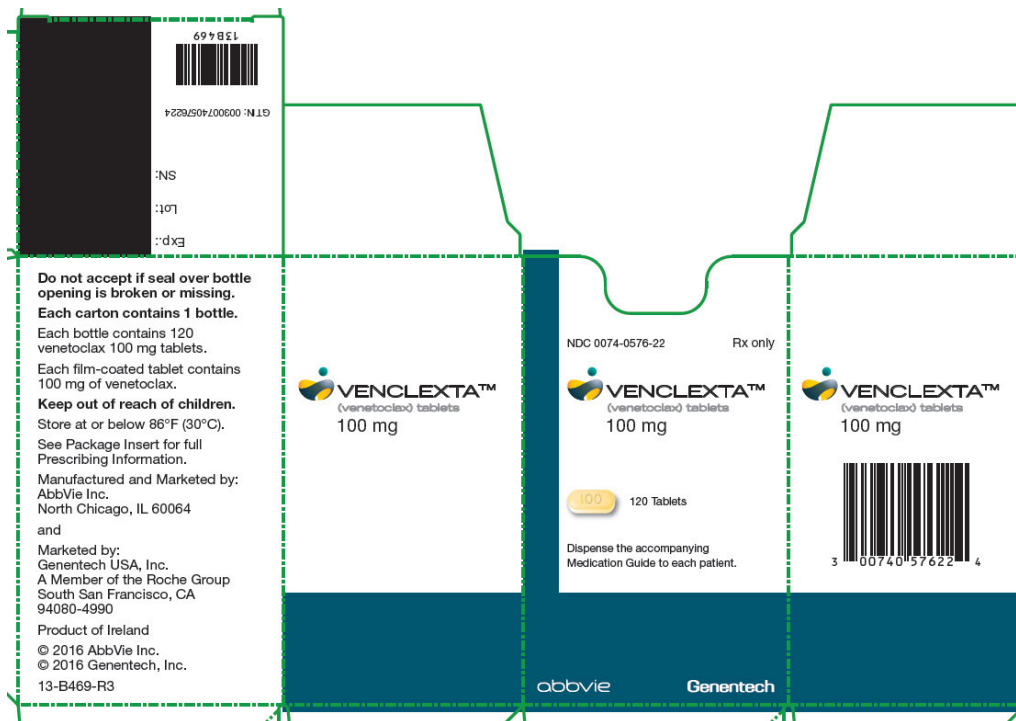 13B469
GTIN: 00300740576224
SN:
Lot:
Exp.:
Do not accept if seal over bottle
opening is broken or missing.
Each carton contains 1 bottle.
Each bottle contains 120
venetoclax 100 mg tablets.
Each film-coated tablet contains
100 mg of venetoclax.
Keep out of reach of children.
Store at or below 86°F (30°C).
See Package Insert for full
Prescribing Information.
Manufactured and Marketed by:
AbbVie Inc.
North Chicago, IL 60064
and
Marketed by:
Genentech USA, Inc.
A Member of the Roche Group
South San Francisco, CA
94080-4990
Product of Ireland
© 2016 AbbVie Inc.
© 2016 Genentech, Inc.
13-B469-R3
VENCLEXTA™
(venetoclax) tablets
100 mg
NDC 0074-0576-22 Rx only
VENCLEXTA™
(venetoclax) tablets
100 mg
100
120 Tablets
Dispense the accompanying
Medication Guide to each patient.
abbvie Genentech
VENCLEXTA™
(venetoclax) tablets
100 mg
3 00740 57622 4